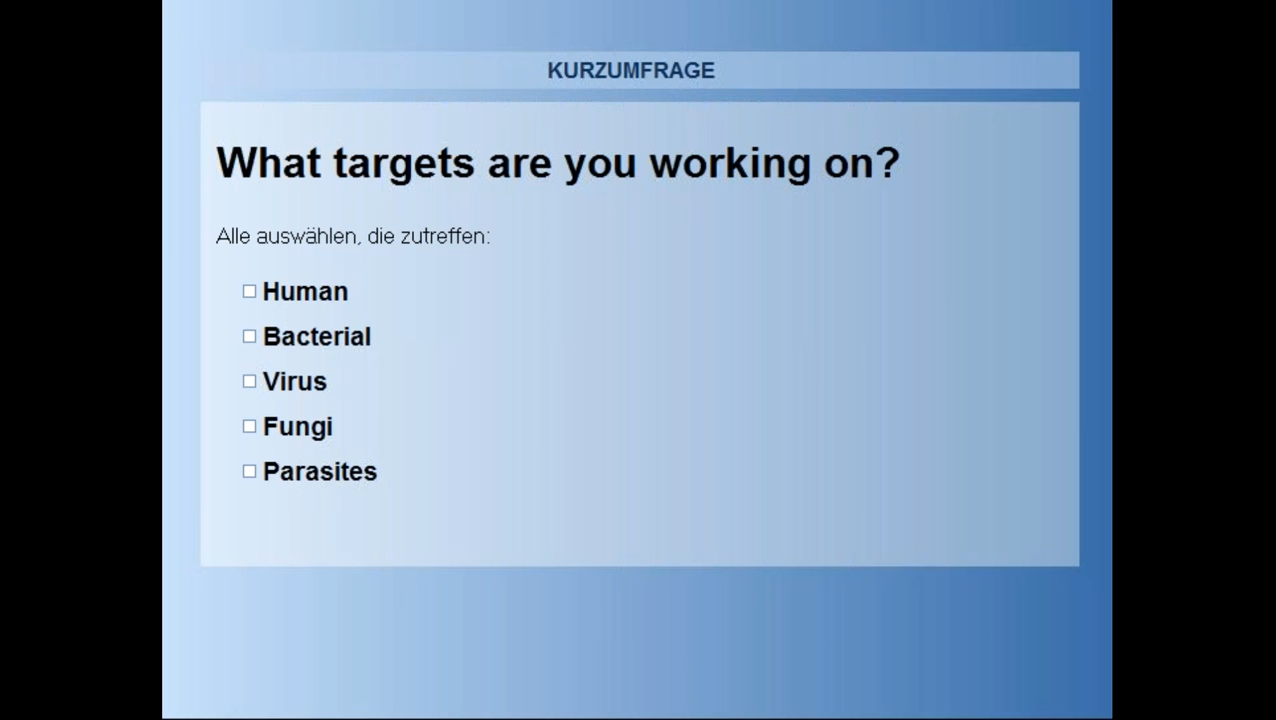 KURZUMFRAGE
What targets are you working on?
Alle auswählen, die zutreffen:
Human
Bacterial
Virus
Fungi
Parasites